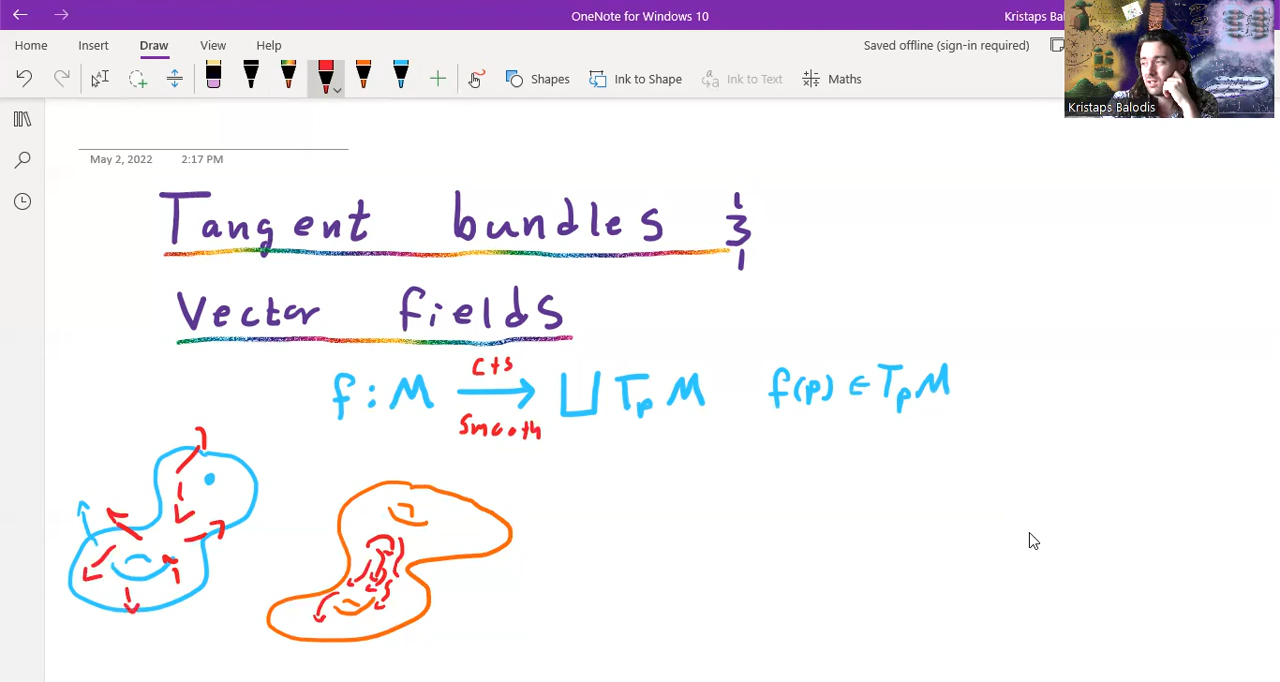 OneNote for Windows 10
Kristaps Bal
Home Insert Draw View Help
Saved offline (sign-in required)
Shapes Ink to Shape Ink to Text Maths
Kristaps Balodis
May 2, 2022 2:17 PM
Tangent bundles &
Vector fields
cts
f : M → ⊔ TₚM f(p) ∈ TₚM
smooth